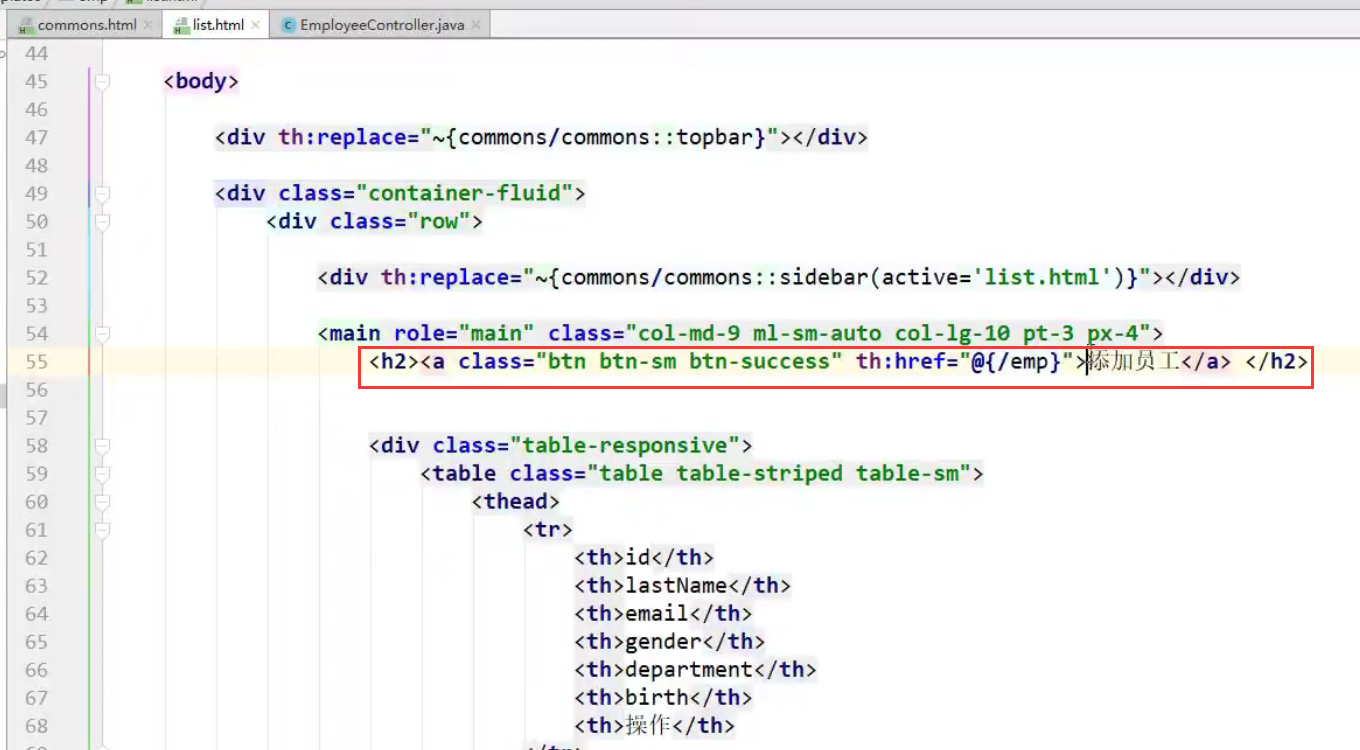 commons.html
list.html
EmployeeController.java
44
45 <body>
46
47 <div th:replace="~{commons/commons::topbar}"></div>
48
49 <div class="container-fluid">
50 <div class="row">
51
52 <div th:replace="~{commons/commons::sidebar(active='list.html')}"></div>
53
54 <main role="main" class="col-md-9 ml-sm-auto col-lg-10 pt-3 px-4">
55 <h2><a class="btn btn-sm btn-success" th:href="@{/emp}">添加员工</a> </h2>
56
57
58 <div class="table-responsive">
59 <table class="table table-striped table-sm">
60 <thead>
61 <tr>
62 <th>id</th>
63 <th>lastName</th>
64 <th>email</th>
65 <th>gender</th>
66 <th>department</th>
67 <th>birth</th>
68 <th>操作</th>